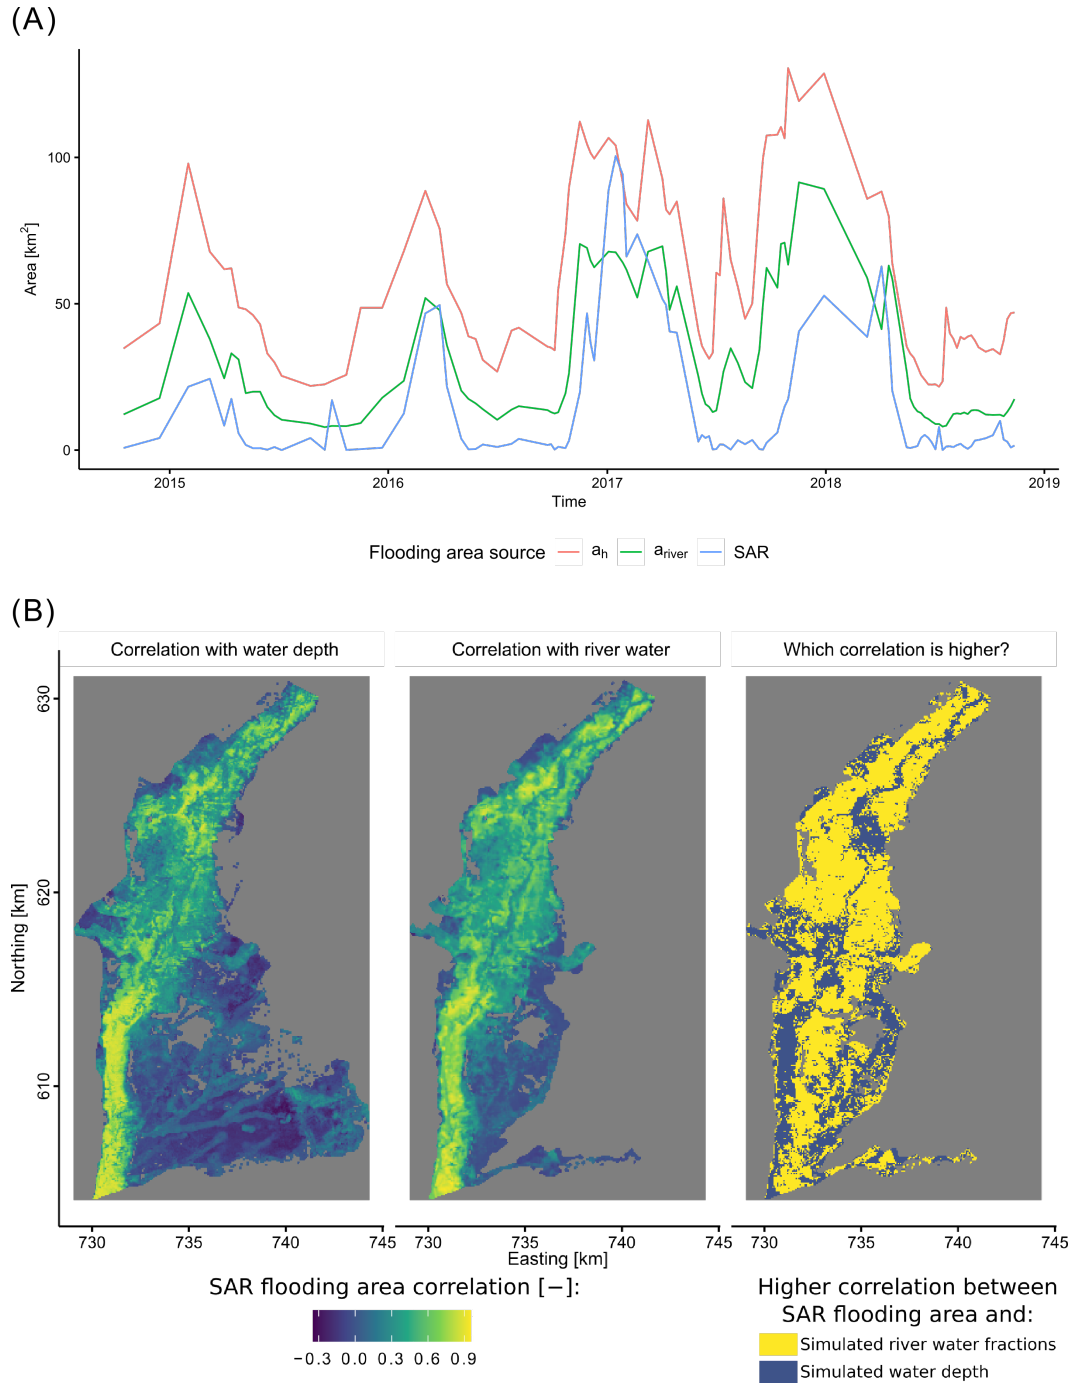 (A)
100
50
0
Area [km2]
2015 2016 2017 2018 2019
Time
Flooding area source ah ariver SAR
(B)
Correlation with water depth Correlation with river water Which correlation is higher?
630
620
610
Northing [km]
730 735 740 745 730 735 740 745 730 735 740 745
Easting [km]
SAR flooding area correlation [−]:
−0.3 0.0 0.3 0.6 0.9
Higher correlation between
SAR flooding area and:
Simulated river water fractions
Simulated water depth